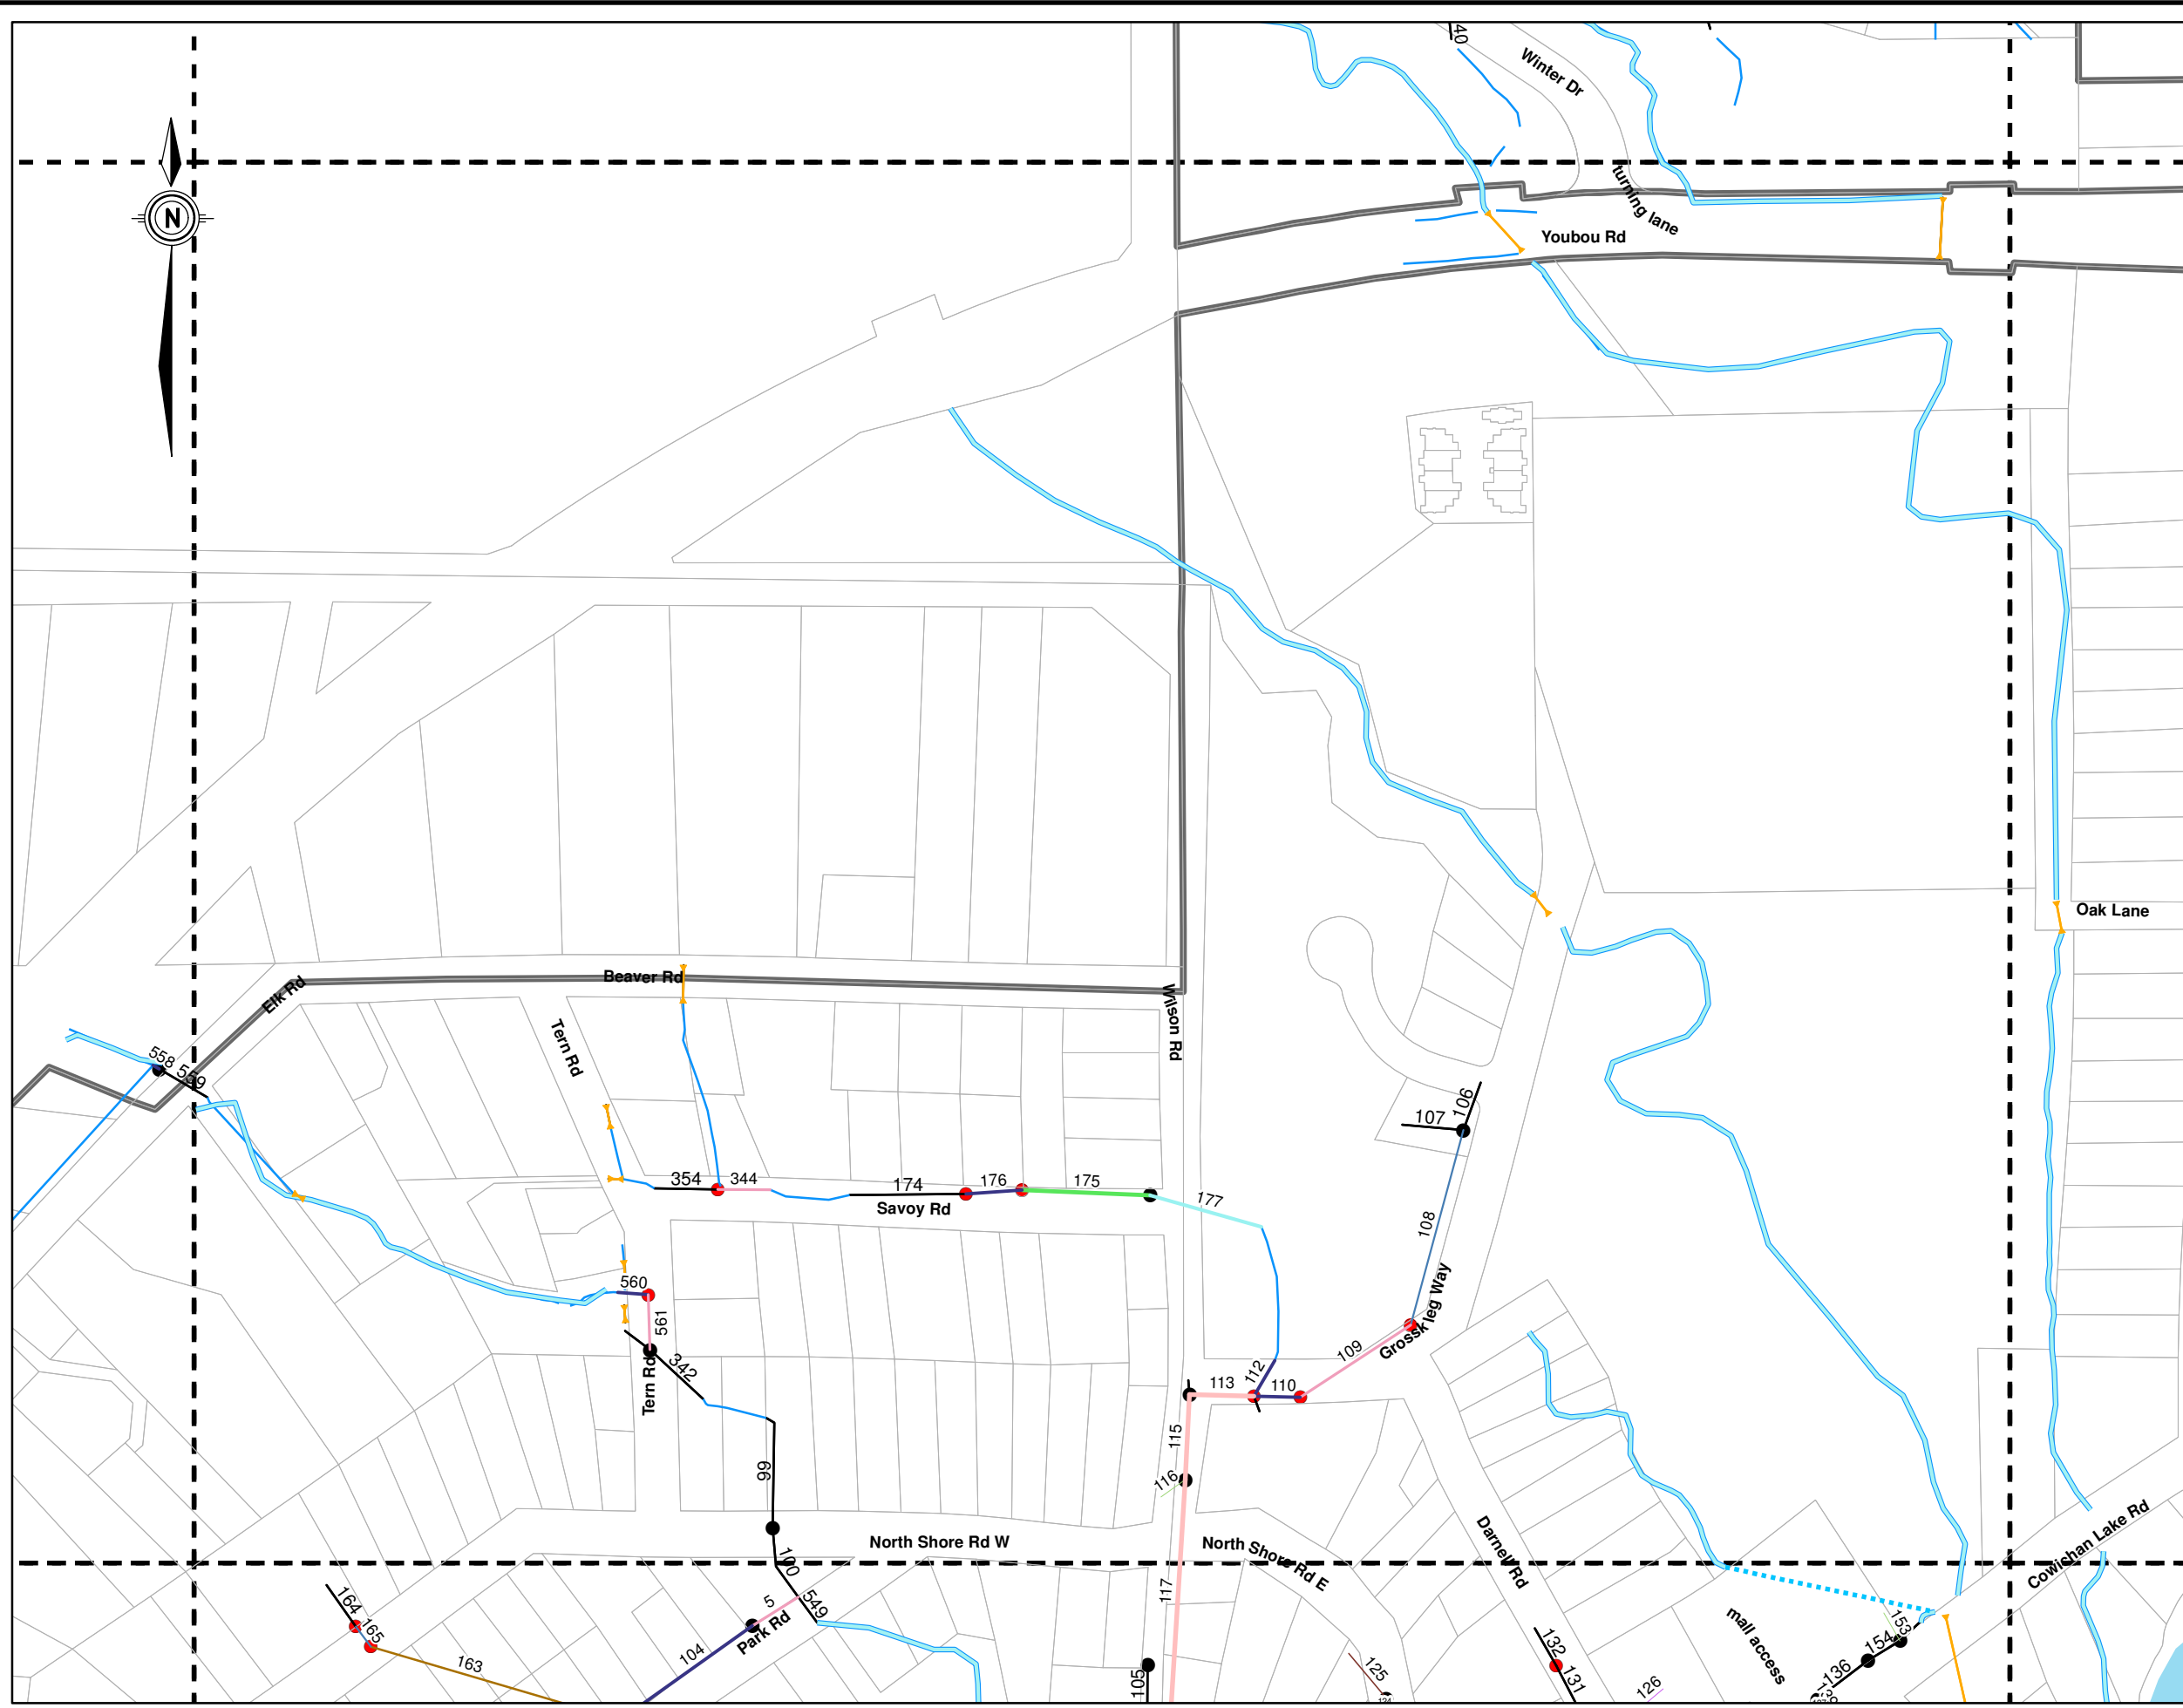 40
Winter Dr
N
turning lane
Youbou Rd
Oak Lane
Beaver Rd
Elk Rd
Wilson Rd
Tern Rd
558
559
107
106
354
344
174
176
175
177
Savoy Rd
108
560
561
342
Tern Rd
Grosskleg Way
109
112
113
110
115
116
99
North Shore Rd W
North Shore Rd E
Darnell Rd
Cowichan Lake Rd
100
549
5
Park Rd
104
164
165
163
117
105
125
132
131
126
mall access
153
154
136